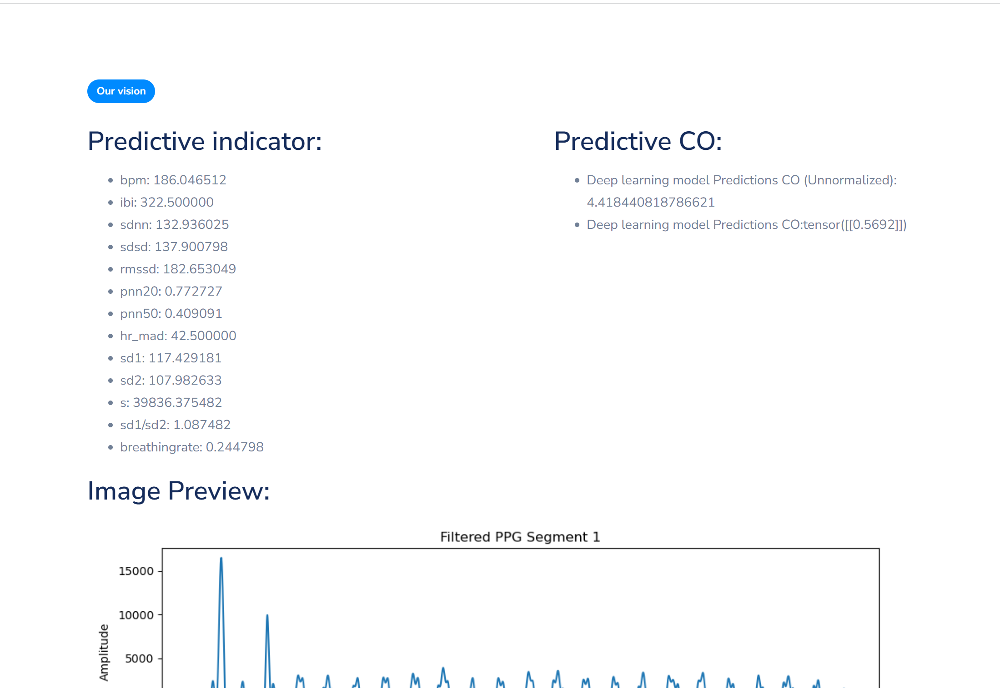 Our vision
Predictive indicator:
bpm: 186.046512
ibi: 322.500000
sdnn: 132.936025
sdsd: 137.900798
rmssd: 182.653049
pnn20: 0.772727
pnn50: 0.409091
hr_mad: 42.500000
sd1: 117.429181
sd2: 107.982633
s: 39836.375482
sd1/sd2: 1.087482
breathingrate: 0.244798
Predictive CO:
Deep learning model Predictions CO (Unnormalized):
4.418440818786621
Deep learning model Predictions CO:tensor([[0.5692]])
Image Preview:
Filtered PPG Segment 1
15000
10000
5000
Amplitude